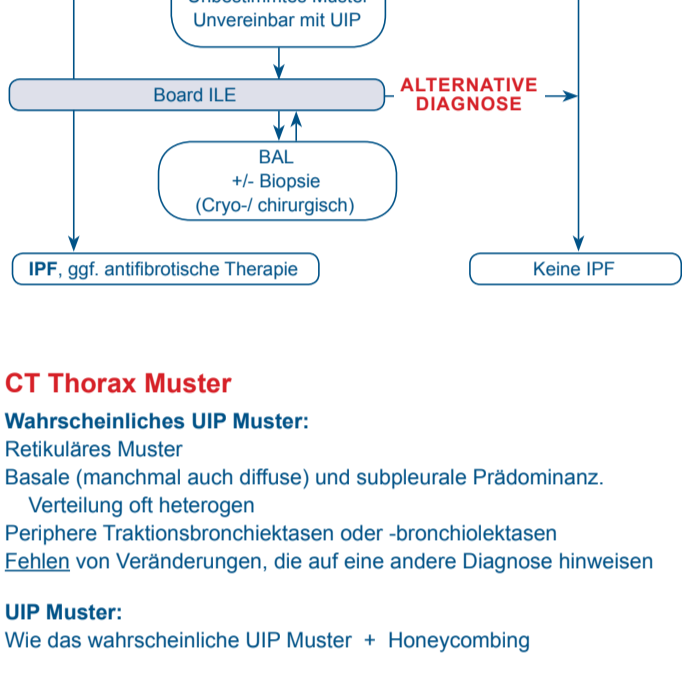 Unbestimmtes Muster
Unvereinbar mit UIP
Board ILE
ALTERNATIVE
DIAGNOSE
BAL
+/- Biopsie
(Cryo-/ chirurgisch)
IPF, ggf. antifibrotische Therapie
Keine IPF
CT Thorax Muster
Wahrscheinliches UIP Muster:
Retikuläres Muster
Basale (manchmal auch diffuse) und subpleurale Prädominanz.
Verteilung oft heterogen
Periphere Traktionsbronchiektasen oder -bronchiolektasen
Fehlen von Veränderungen, die auf eine andere Diagnose hinweisen
UIP Muster:
Wie das wahrscheinliche UIP Muster + Honeycombing